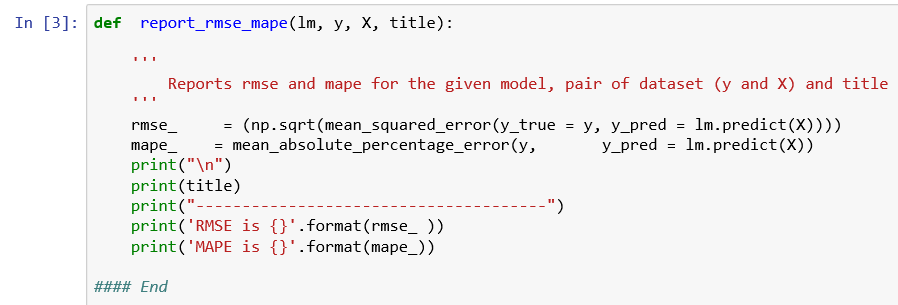 In [3]: def report_rmse_mape(lm, y, X, title):
'''
Reports rmse and mape for the given model, pair of dataset (y and X) and title
'''
rmse_     = (np.sqrt(mean_squared_error(y_true = y, y_pred = lm.predict(X))))
mape_    = mean_absolute_percentage_error(y,       y_pred = lm.predict(X))
print("\n")
print(title)
print("--------------------------------------")
print('RMSE is {}'.format(rmse_ ))
print('MAPE is {}'.format(mape_))
#### End